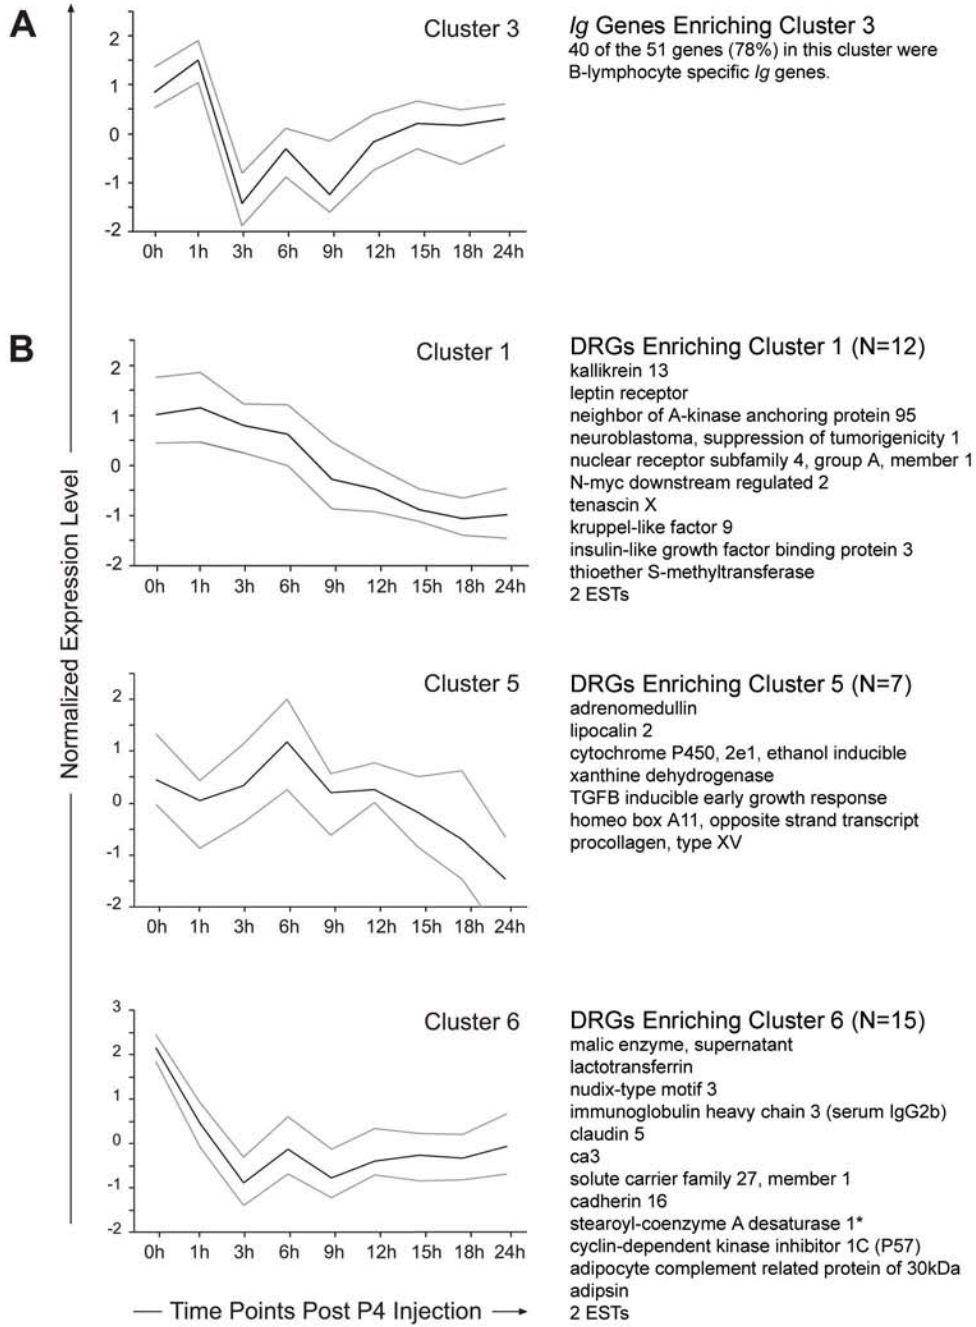 A
Cluster 3
2
1
0
-1
-2
0h 1h 3h 6h 9h 12h 15h 18h 24h
Ig Genes Enriching Cluster 3
40 of the 51 genes (78%) in this cluster were
B-lymphocyte specific Ig genes.
B
Normalized Expression Level
Cluster 1
2
1
0
-1
-2
0h 1h 3h 6h 9h 12h 15h 18h 24h
DRGs Enriching Cluster 1 (N=12)
kallikrein 13
leptin receptor
neighbor of A-kinase anchoring protein 95
neuroblastoma, suppression of tumorigenicity 1
nuclear receptor subfamily 4, group A, member 1
N-myc downstream regulated 2
tenascin X
kruppel-like factor 9
insulin-like growth factor binding protein 3
thioether S-methyltransferase
2 ESTs
Cluster 5
2
1
0
-1
-2
0h 1h 3h 6h 9h 12h 15h 18h 24h
DRGs Enriching Cluster 5 (N=7)
adrenomedullin
lipocalin 2
cytochrome P450, 2e1, ethanol inducible
xanthine dehydrogenase
TGFB inducible early growth response
homeo box A11, opposite strand transcript
procollagen, type XV
Cluster 6
3
2
1
0
-1
-2
0h 1h 3h 6h 9h 12h 15h 18h 24h
Time Points Post P4 Injection
DRGs Enriching Cluster 6 (N=15)
malic enzyme, supernatant
lactotransferrin
nudix-type motif 3
immunoglobulin heavy chain 3 (serum IgG2b)
claudin 5
ca3
solute carrier family 27, member 1
cadherin 16
stearoyl-coenzyme A desaturase 1*
cyclin-dependent kinase inhibitor 1C (P57)
adipocyte complement related protein of 30kDa
adipsin
2 ESTs